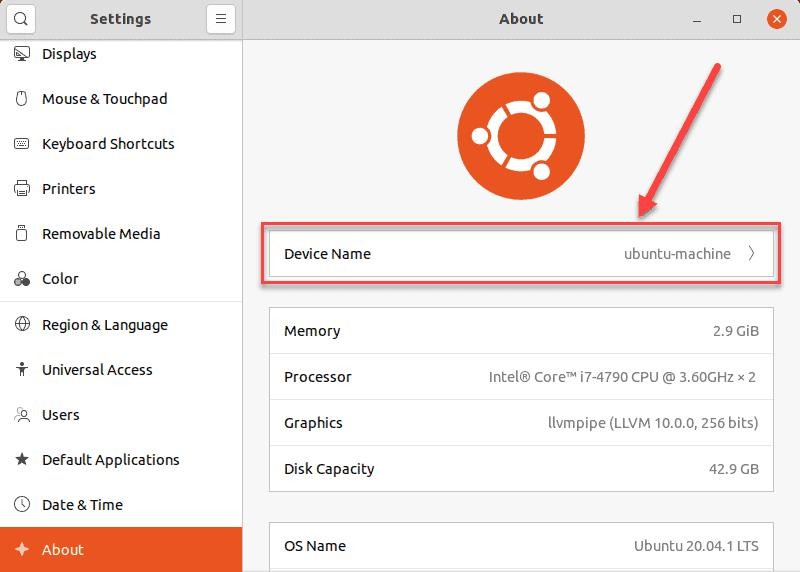 Settings
About
Displays
Mouse & Touchpad
Keyboard Shortcuts
Printers
Removable Media
Color
Region & Language
Universal Access
Users
Default Applications
Date & Time
About
Device Name ubuntu-machine
Memory 2.9 GiB
Processor Intel® Core™ i7-4790 CPU @ 3.60GHz × 2
Graphics llvmpipe (LLVM 10.0.0, 256 bits)
Disk Capacity 42.9 GB
OS Name Ubuntu 20.04.1 LTS